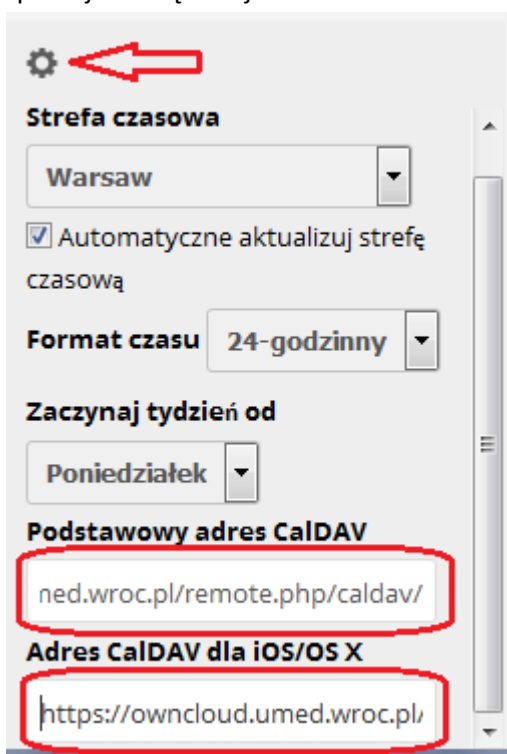 Strefa czasowa
Warsaw
Automatyczne aktualizuj strefę
czasową
Format czasu 24-godzinny
Zaczynaj tydzień od
Poniedziałek
Podstawowy adres CalDAV
ned.wroc.pl/remote.php/caldav/
Adres CalDAV dla iOS/OS X
https://owncloud.umed.wroc.pl/